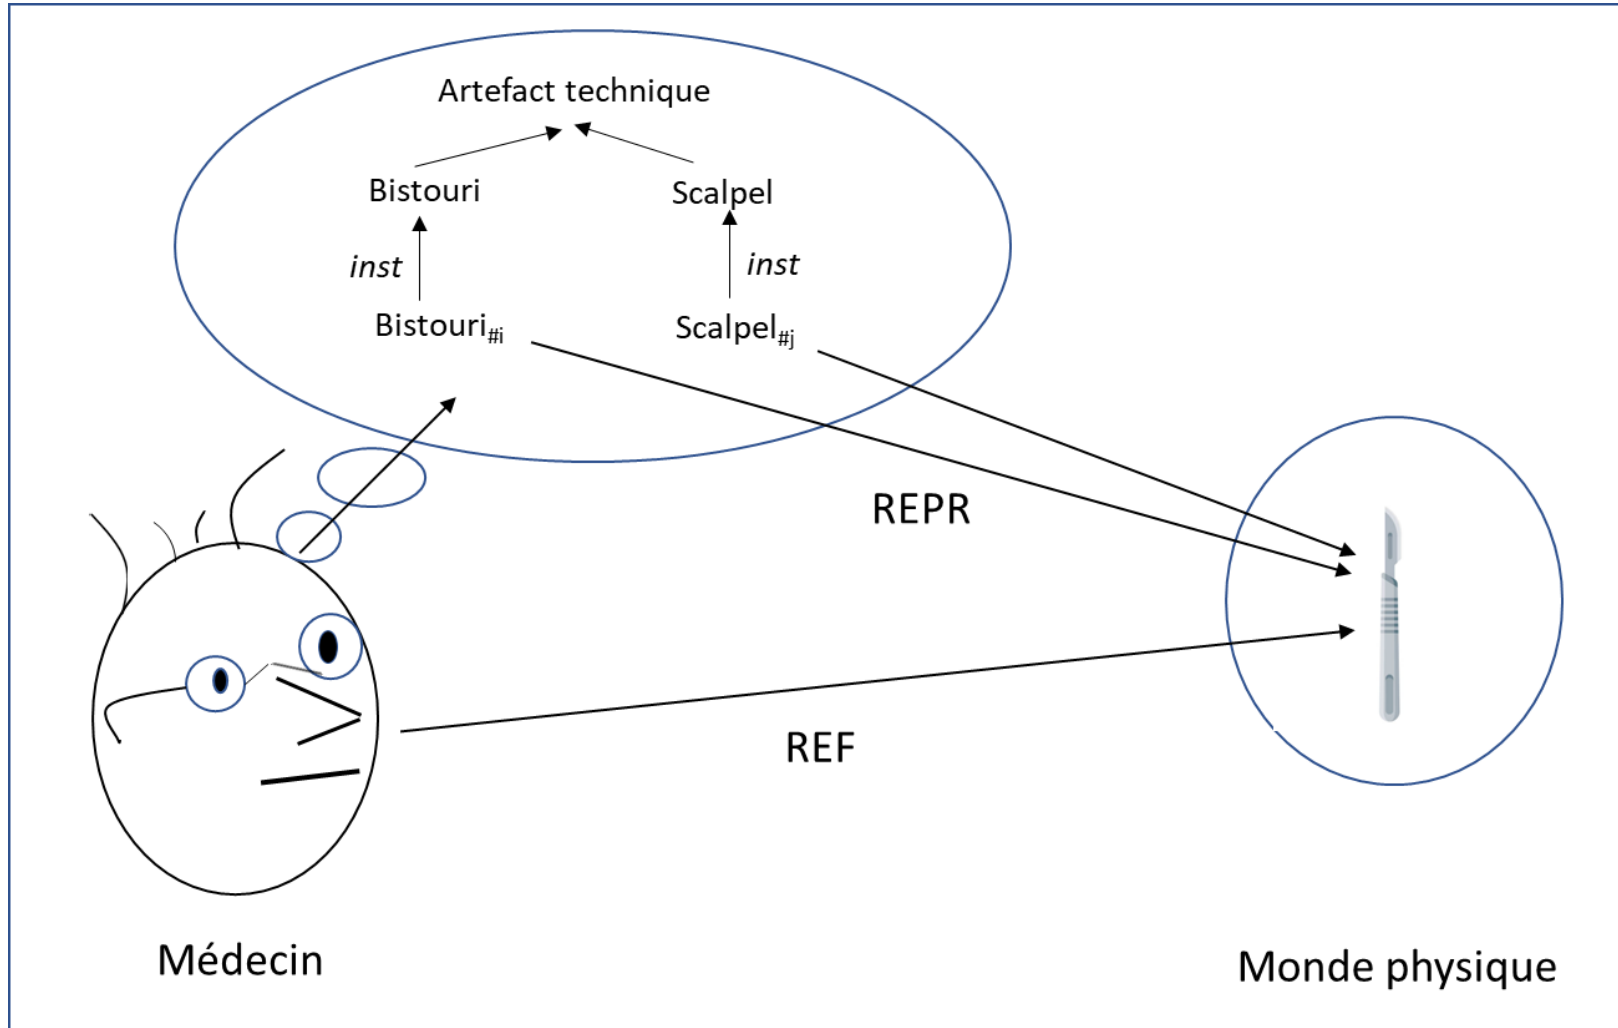 Artefact technique
Bistouri
Scalpel
inst
inst
Bistouri#i
Scalpel#j
REPR
REF
Médecin
Monde physique